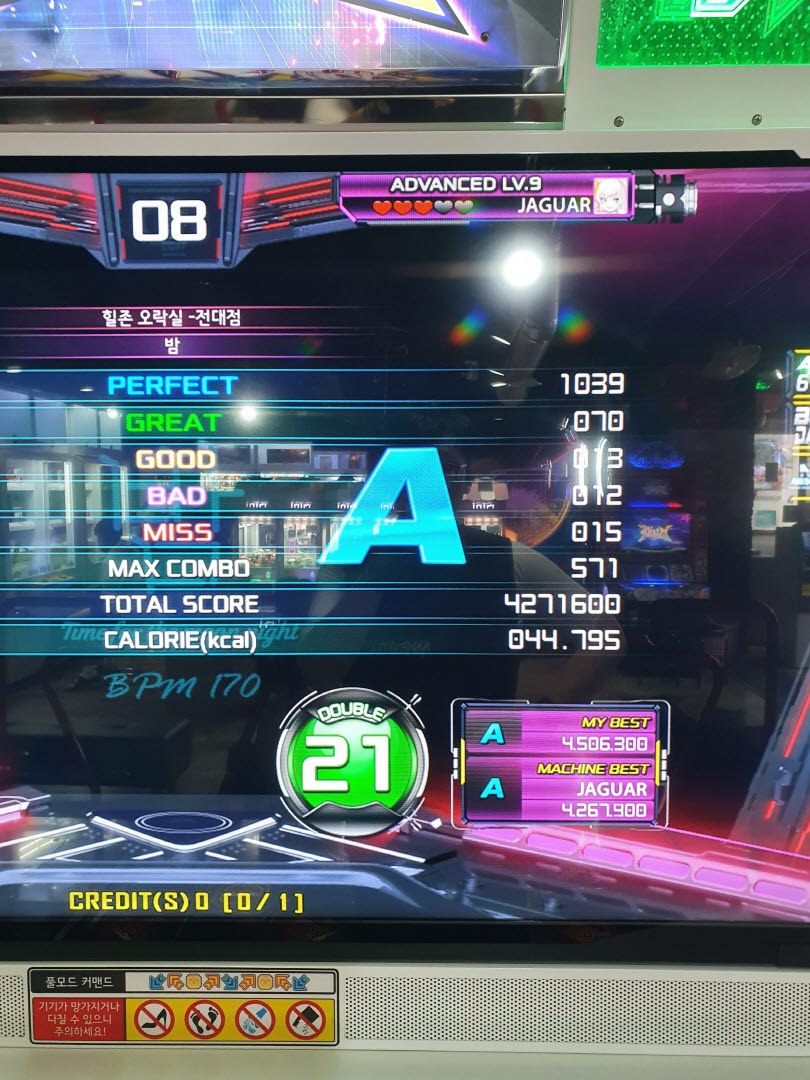 08
ADVANCED LV.9
JAGUAR
힐존 오락실 -전대점
밤
PERFECT 1039
GREAT 070
GOOD 013
BAD 012
MISS 015
A
MAX COMBO 571
TOTAL SCORE 4271600
CALORIE(kcal) 044.795
BPM 170
DOUBLE
21
MY BEST
A 4.506.300
MACHINE BEST
A JAGUAR
4.267.900
CREDIT(S) 0 [ 0 / 1 ]
풀모드 커맨드
기기가 망가지거나
다칠 수 있으니
주의하세요!